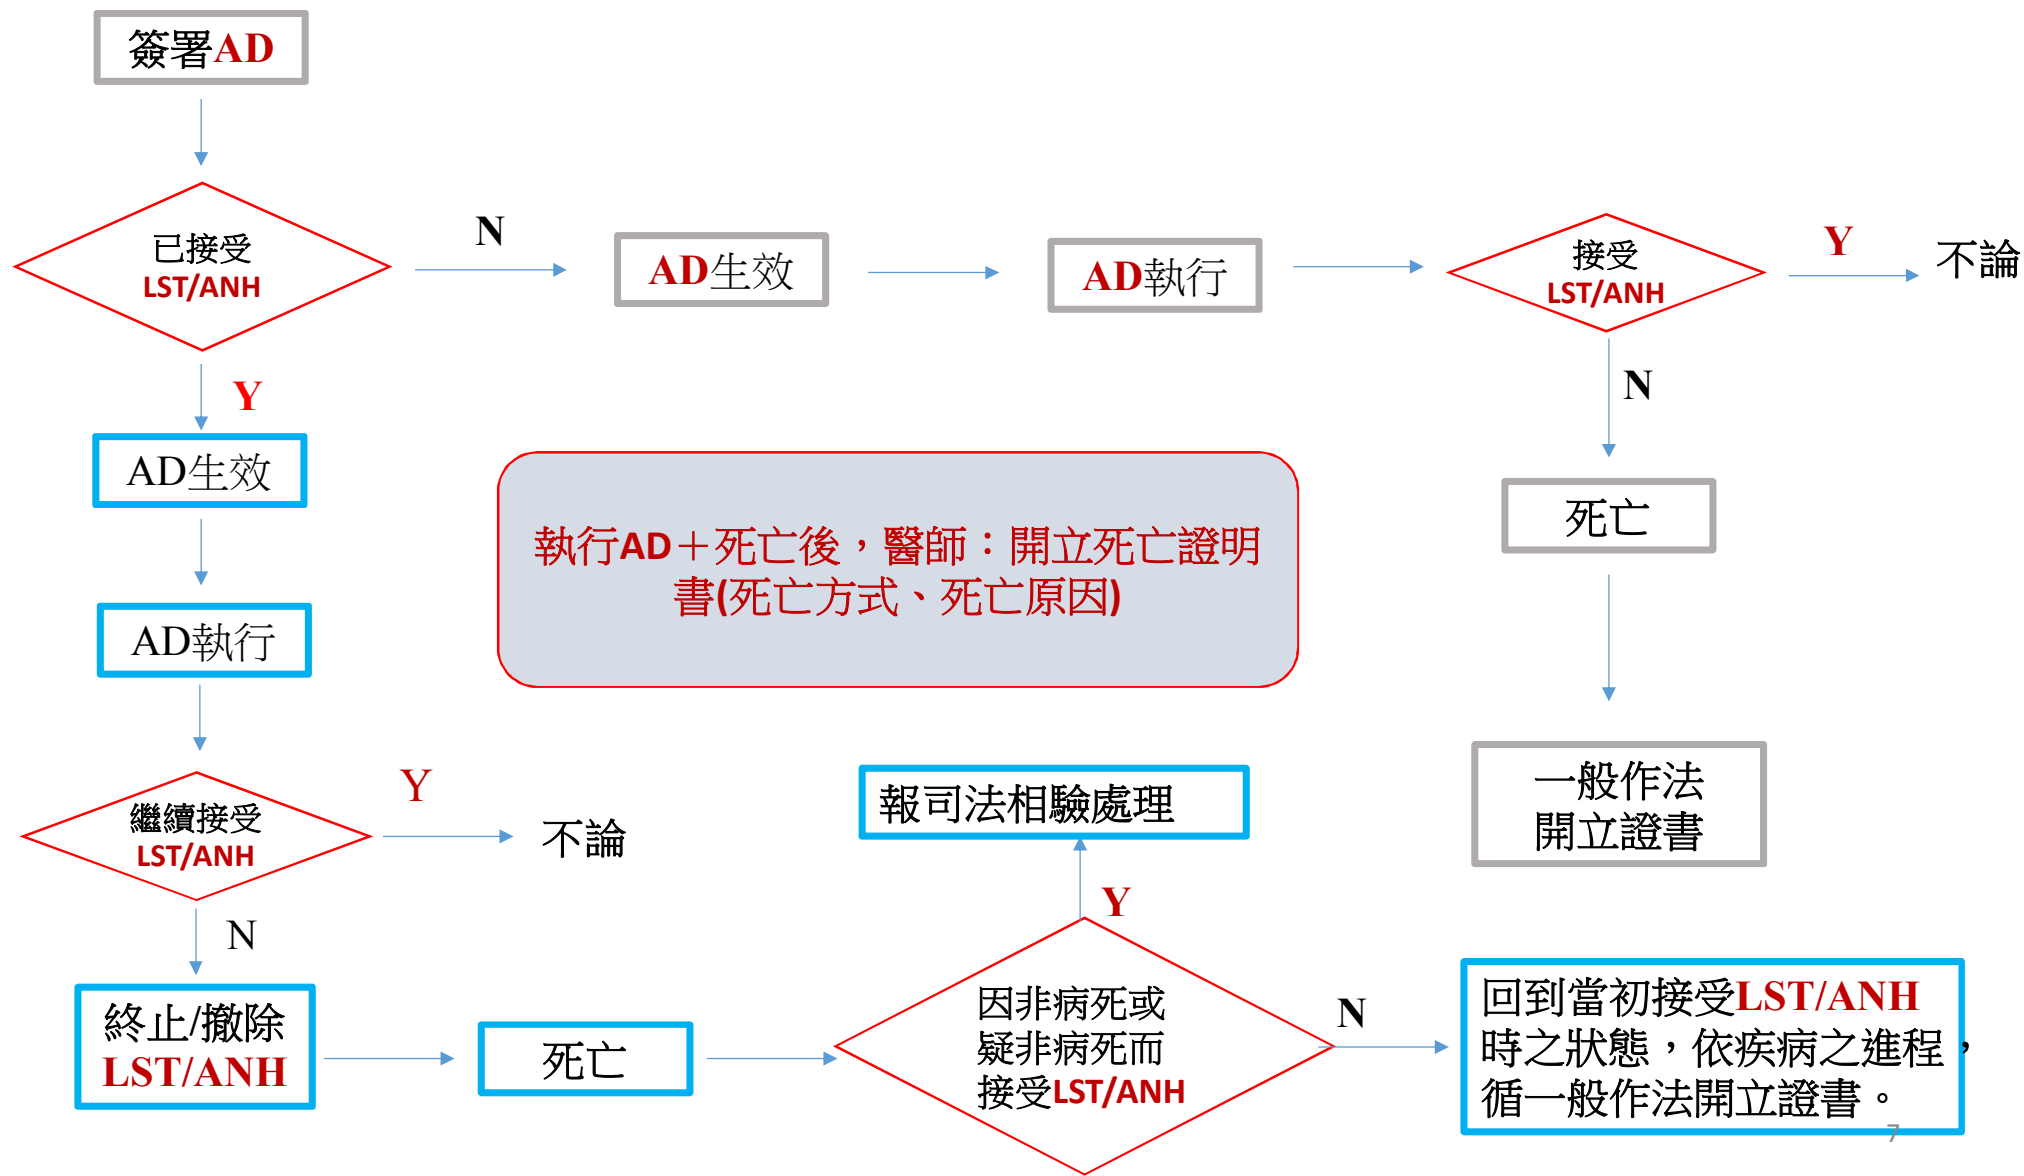 簽署AD
已接受
LST/ANH
N
AD生效
AD執行
接受
LST/ANH
Y
不論
Y
N
AD生效
執行AD＋死亡後，醫師：開立死亡證明
書(死亡方式、死亡原因)
死亡
AD執行
繼續接受
LST/ANH
Y
不論
報司法相驗處理
一般作法
開立證書
N
Y
終止/撤除
LST/ANH
死亡
因非病死或
疑非病死而
接受LST/ANH
N
回到當初接受LST/ANH
時之狀態，依疾病之進程，
循一般作法開立證書。
7